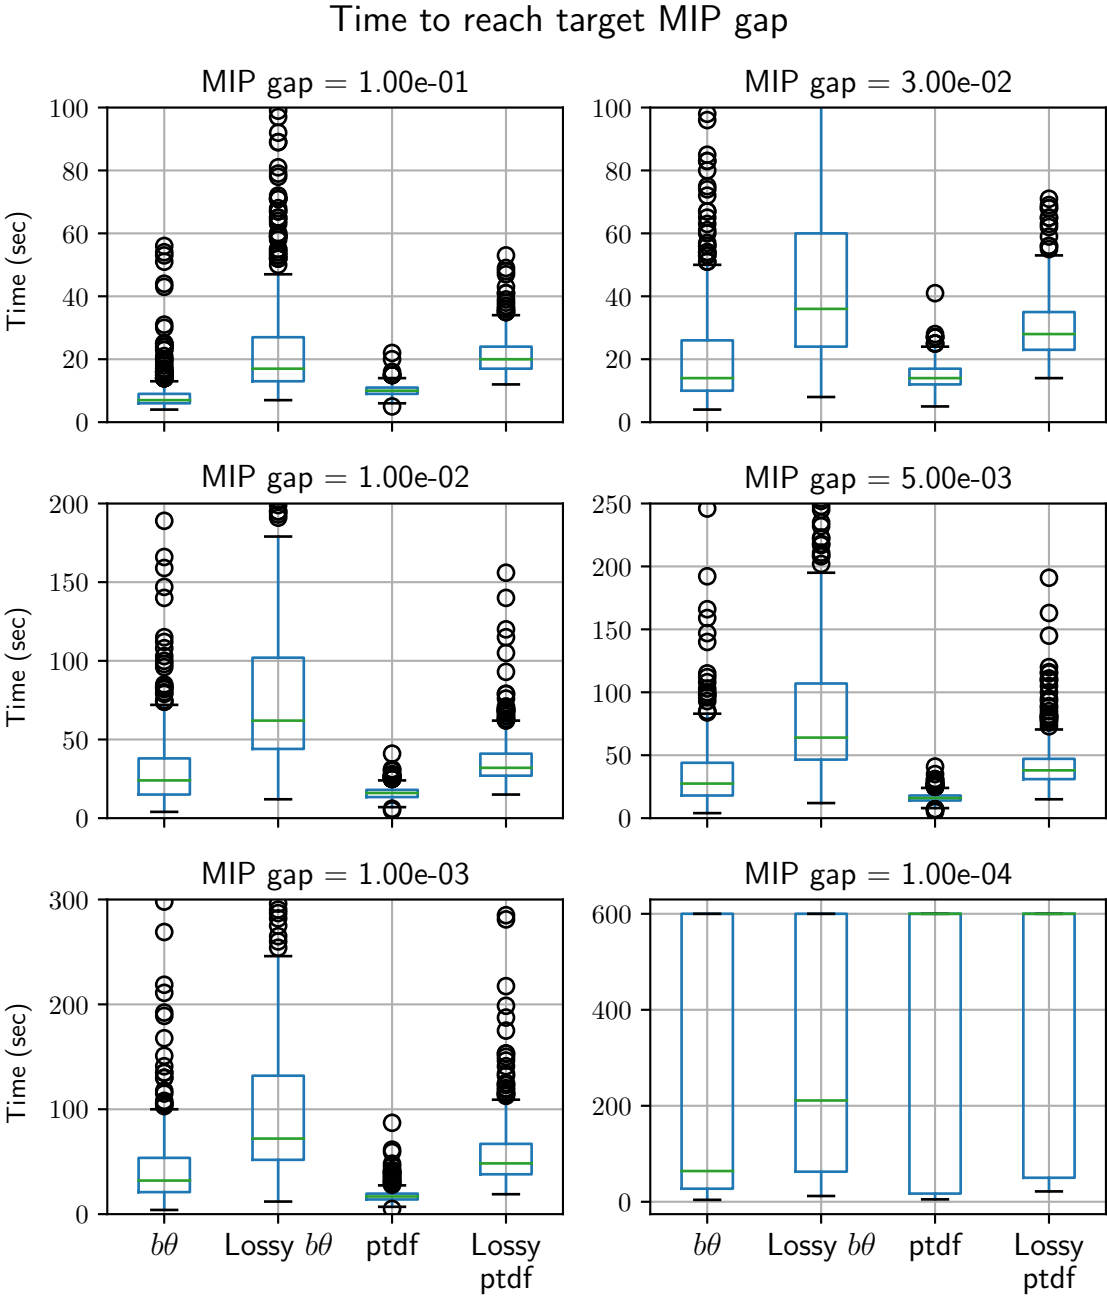 Time to reach target MIP gap
MIP gap = 1.00e-01
100
80
60
40
20
0
Time (sec)
MIP gap = 3.00e-02
100
80
60
40
20
0
MIP gap = 1.00e-02
200
150
100
50
0
Time (sec)
MIP gap = 5.00e-03
250
200
150
100
50
0
MIP gap = 1.00e-03
300
200
100
0
Time (sec)
bθ
Lossy bθ
ptdf
Lossy
ptdf
MIP gap = 1.00e-04
600
400
200
0
bθ
Lossy bθ
ptdf
Lossy
ptdf